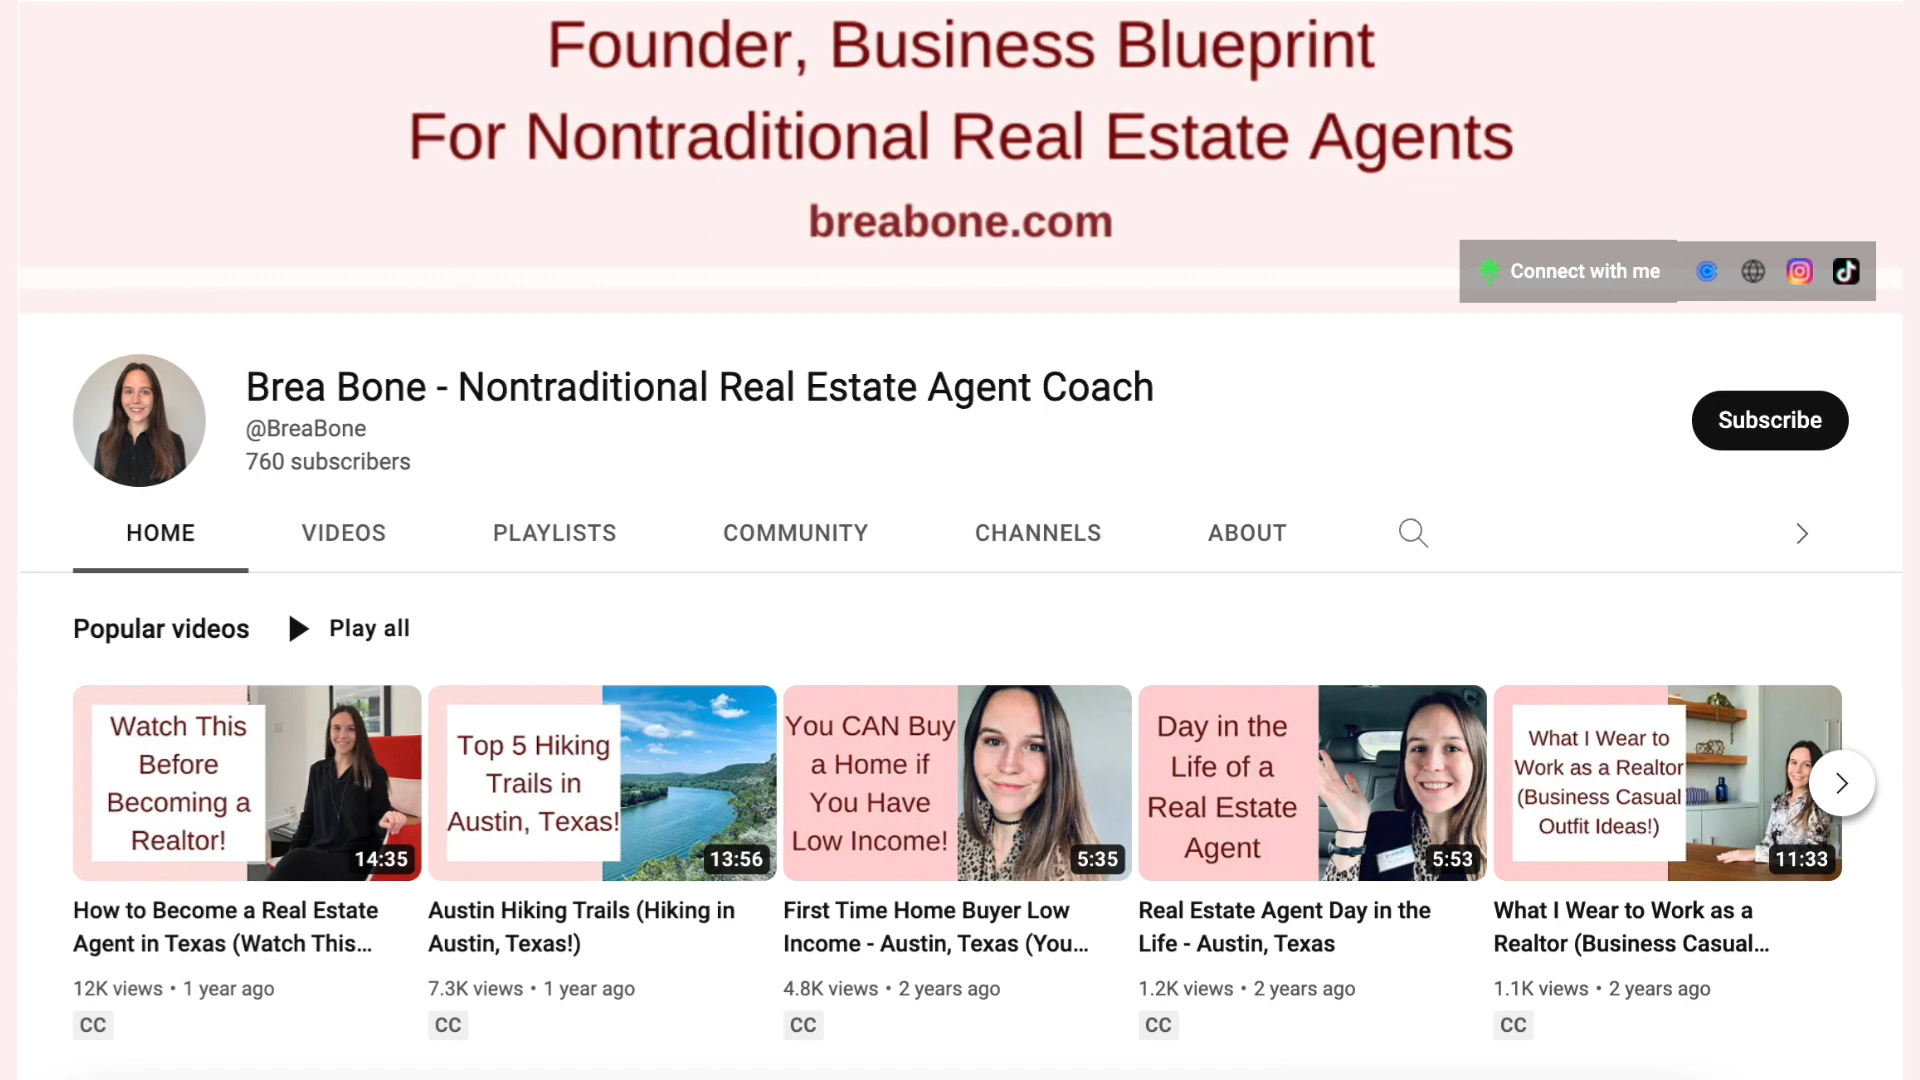 Founder, Business Blueprint
For Nontraditional Real Estate Agents
breabone.com
Connect with me
Brea Bone - Nontraditional Real Estate Agent Coach
@BreaBone
760 subscribers
Subscribe
HOME
VIDEOS
PLAYLISTS
COMMUNITY
CHANNELS
ABOUT
Popular videos
Play all
Watch This
Before
Becoming a
Realtor!
14:35
How to Become a Real Estate
Agent in Texas (Watch This...
12K views • 1 year ago
CC
Top 5 Hiking
Trails in
Austin, Texas!
13:56
Austin Hiking Trails (Hiking in
Austin, Texas!)
7.3K views • 1 year ago
CC
You CAN Buy
a Home if
You Have
Low Income!
5:35
First Time Home Buyer Low
Income - Austin, Texas (You...
4.8K views • 2 years ago
CC
Day in the
Life of a
Real Estate
Agent
5:53
Real Estate Agent Day in the
Life - Austin, Texas
1.2K views • 2 years ago
CC
What I Wear to
Work as a Realtor
(Business Casual
Outfit Ideas!)
11:33
What I Wear to Work as a
Realtor (Business Casual...
1.1K views • 2 years ago
CC